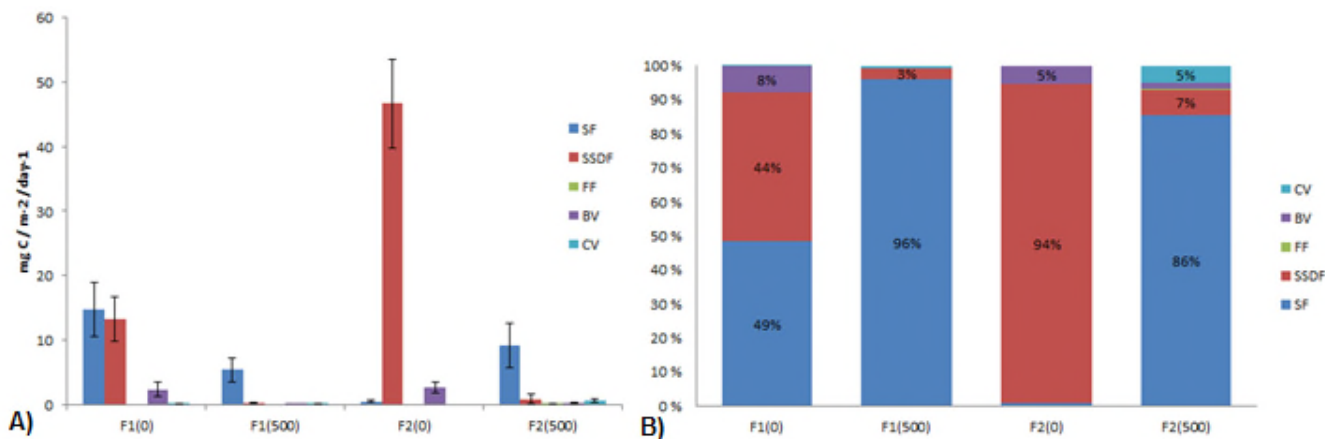 60
50
40
30
20
10
0
mg C / m-2 / day-1
SF
SSDF
FF
BV
CV
F1(0) F1(500) F2(0) F2(500)
A)
100 %
90 %
80 %
70 %
60 %
50 %
40 %
30 %
20 %
10 %
0 %
8%
44%
49%
3%
96%
5%
94%
5%
7%
86%
CV
BV
FF
SSDF
SF
F1(0) F1(500) F2(0) F2(500)
B)